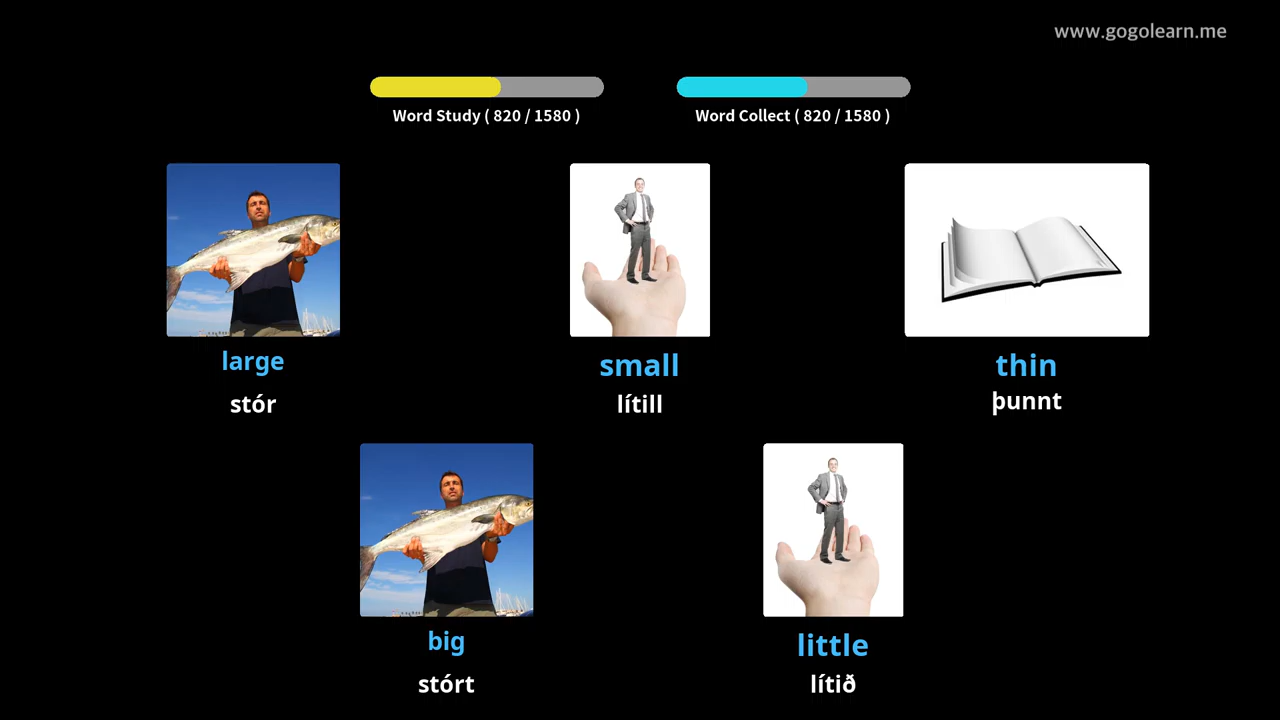 www.gogolearn.me
Word Study ( 820 / 1580 )
Word Collect ( 820 / 1580 )
large
stór
small
lítill
thin
þunnt
big
stórt
little
lítið